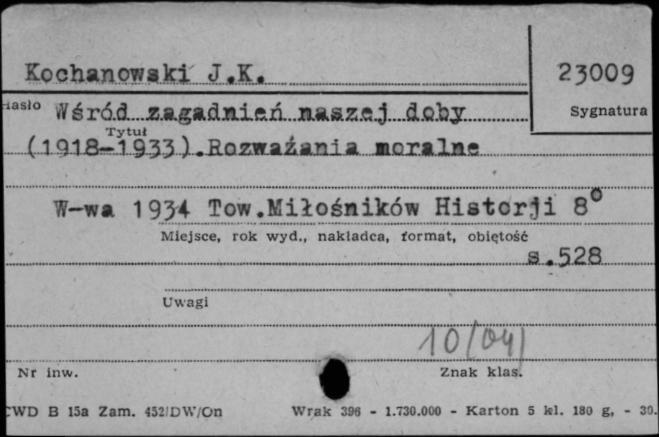 Kochanowski J.K.
23009
Hasło Wśród zagadnień naszej doby
Sygnatura
Tytuł
(1918-1933).Rozważania moralne
W-wa 1934 Tow.Miłośników Historji 8°
Miejsce, rok wyd., nakładca, format, objętość
s.528
Uwagi
10(04)
Nr inw.
Znak klas.
CWD B 15a Zam. 452/DW/On Wrak 396 - 1.730.000 - Karton 5 kl. 180 g, - 30.